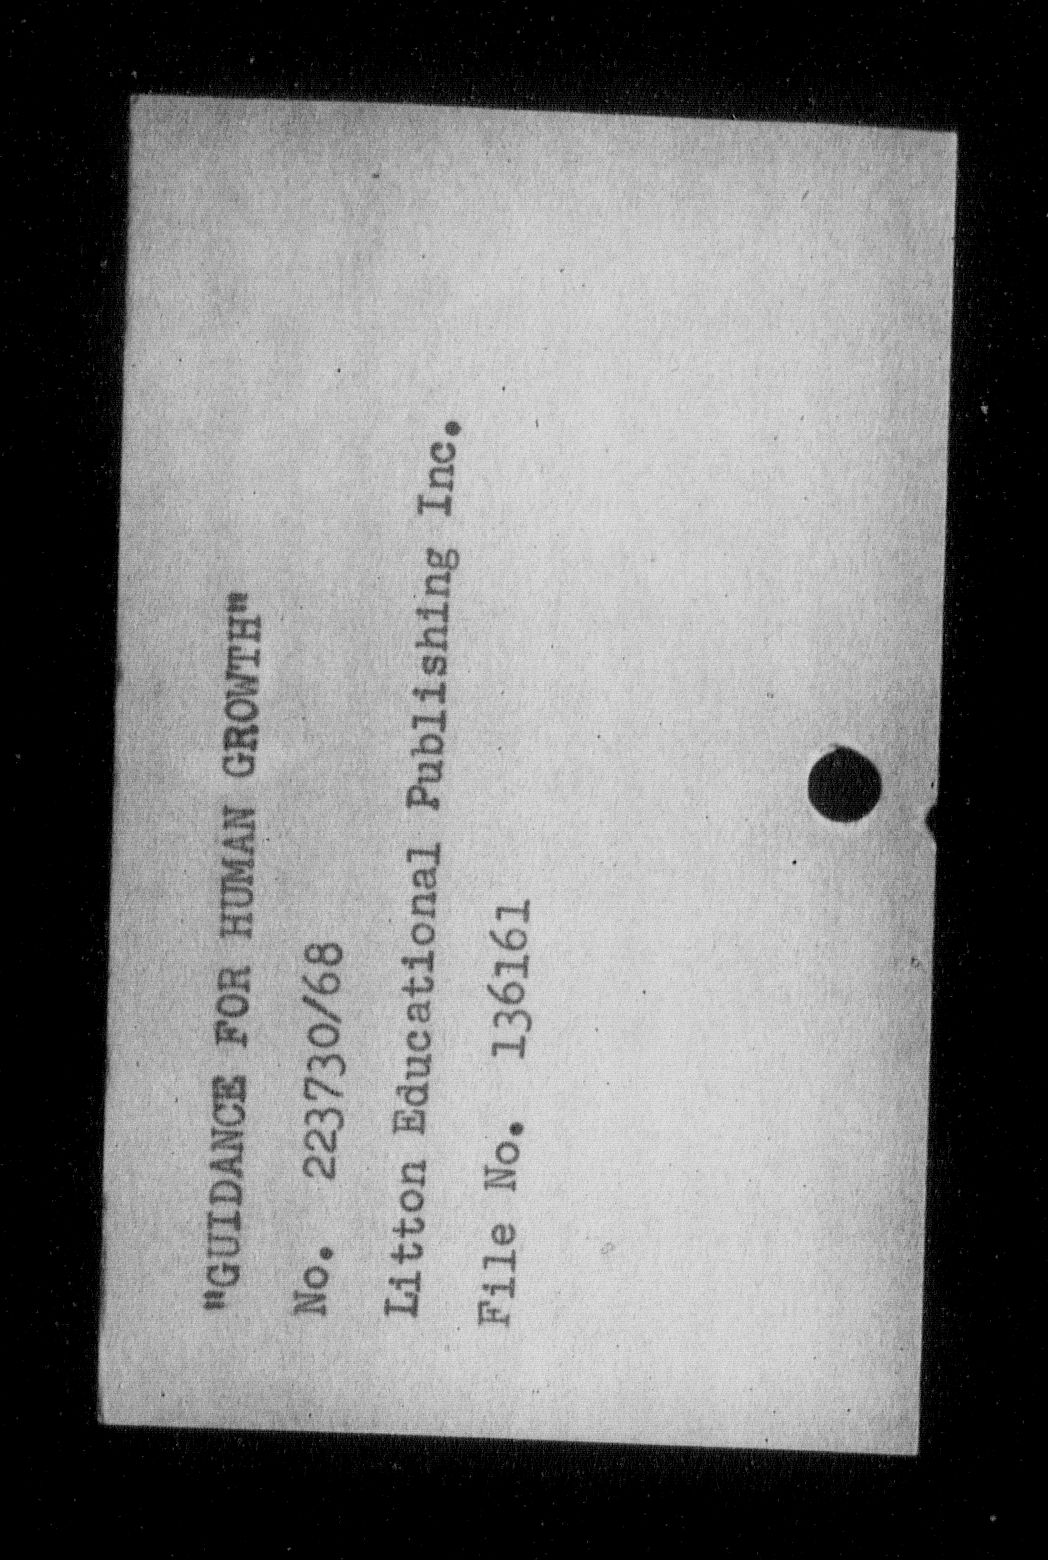 "GUIDANCE FOR HUMAN GROWTH"
No. 223730/68
Litton Educational Publishing Inc.
File No. 136161